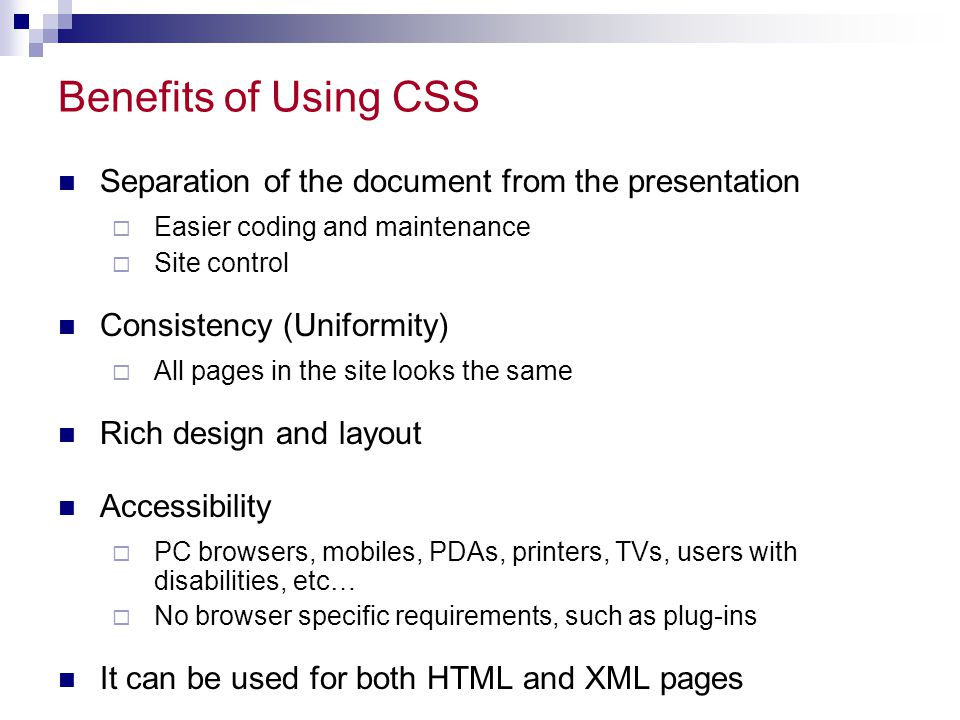 Benefits of Using CSS
Separation of the document from the presentation
Easier coding and maintenance
Site control
Consistency (Uniformity)
All pages in the site looks the same
Rich design and layout
Accessibility
PC browsers, mobiles, PDAs, printers, TVs, users with
disabilities, etc…
No browser specific requirements, such as plug-ins
It can be used for both HTML and XML pages